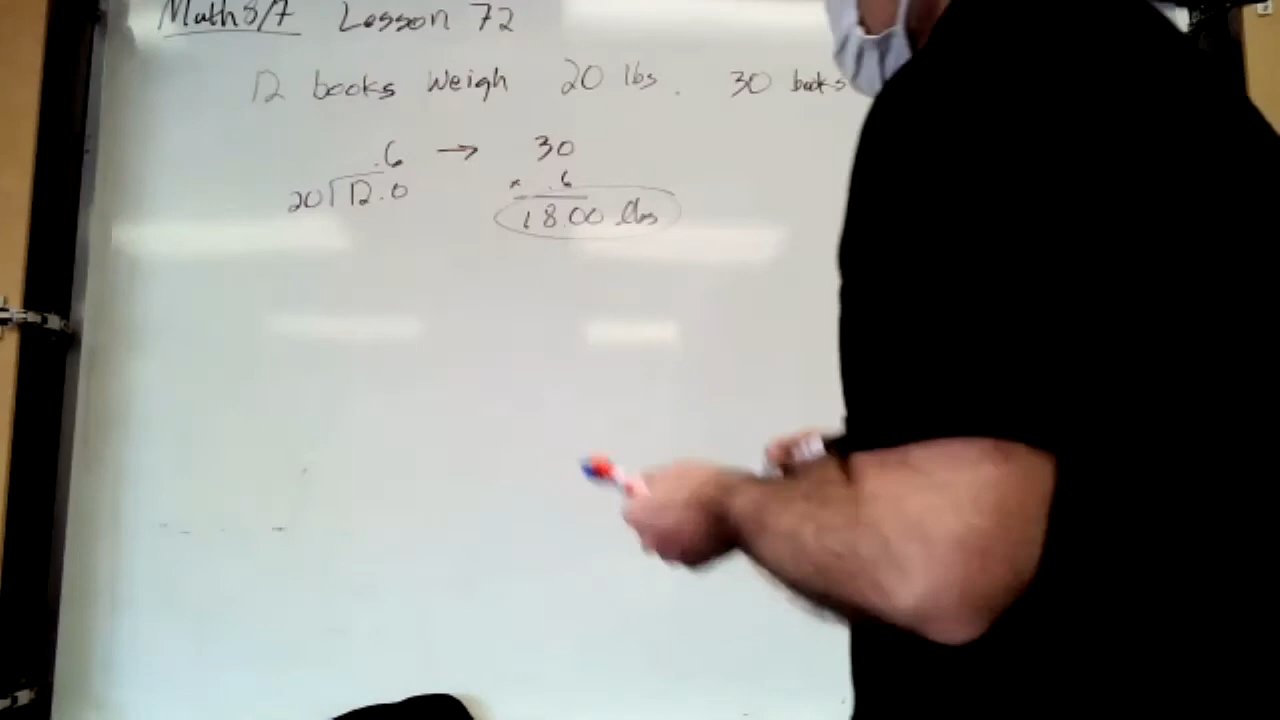 Math 8/7 Lesson 72
12 books weigh 20 lbs. 30 books
.6 → 30
20 12.0 x .6
18.00 lbs